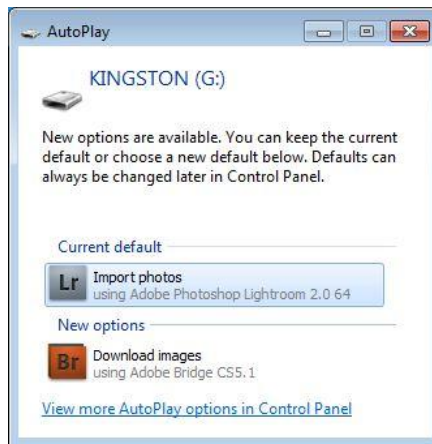 AutoPlay
KINGSTON (G:)
New options are available. You can keep the current
default or choose a new default below. Defaults can
always be changed later in Control Panel.
Current default
Lr
Import photos
using Adobe Photoshop Lightroom 2.0 64
New options
Br
Download images
using Adobe Bridge CS5.1
View more AutoPlay options in Control Panel